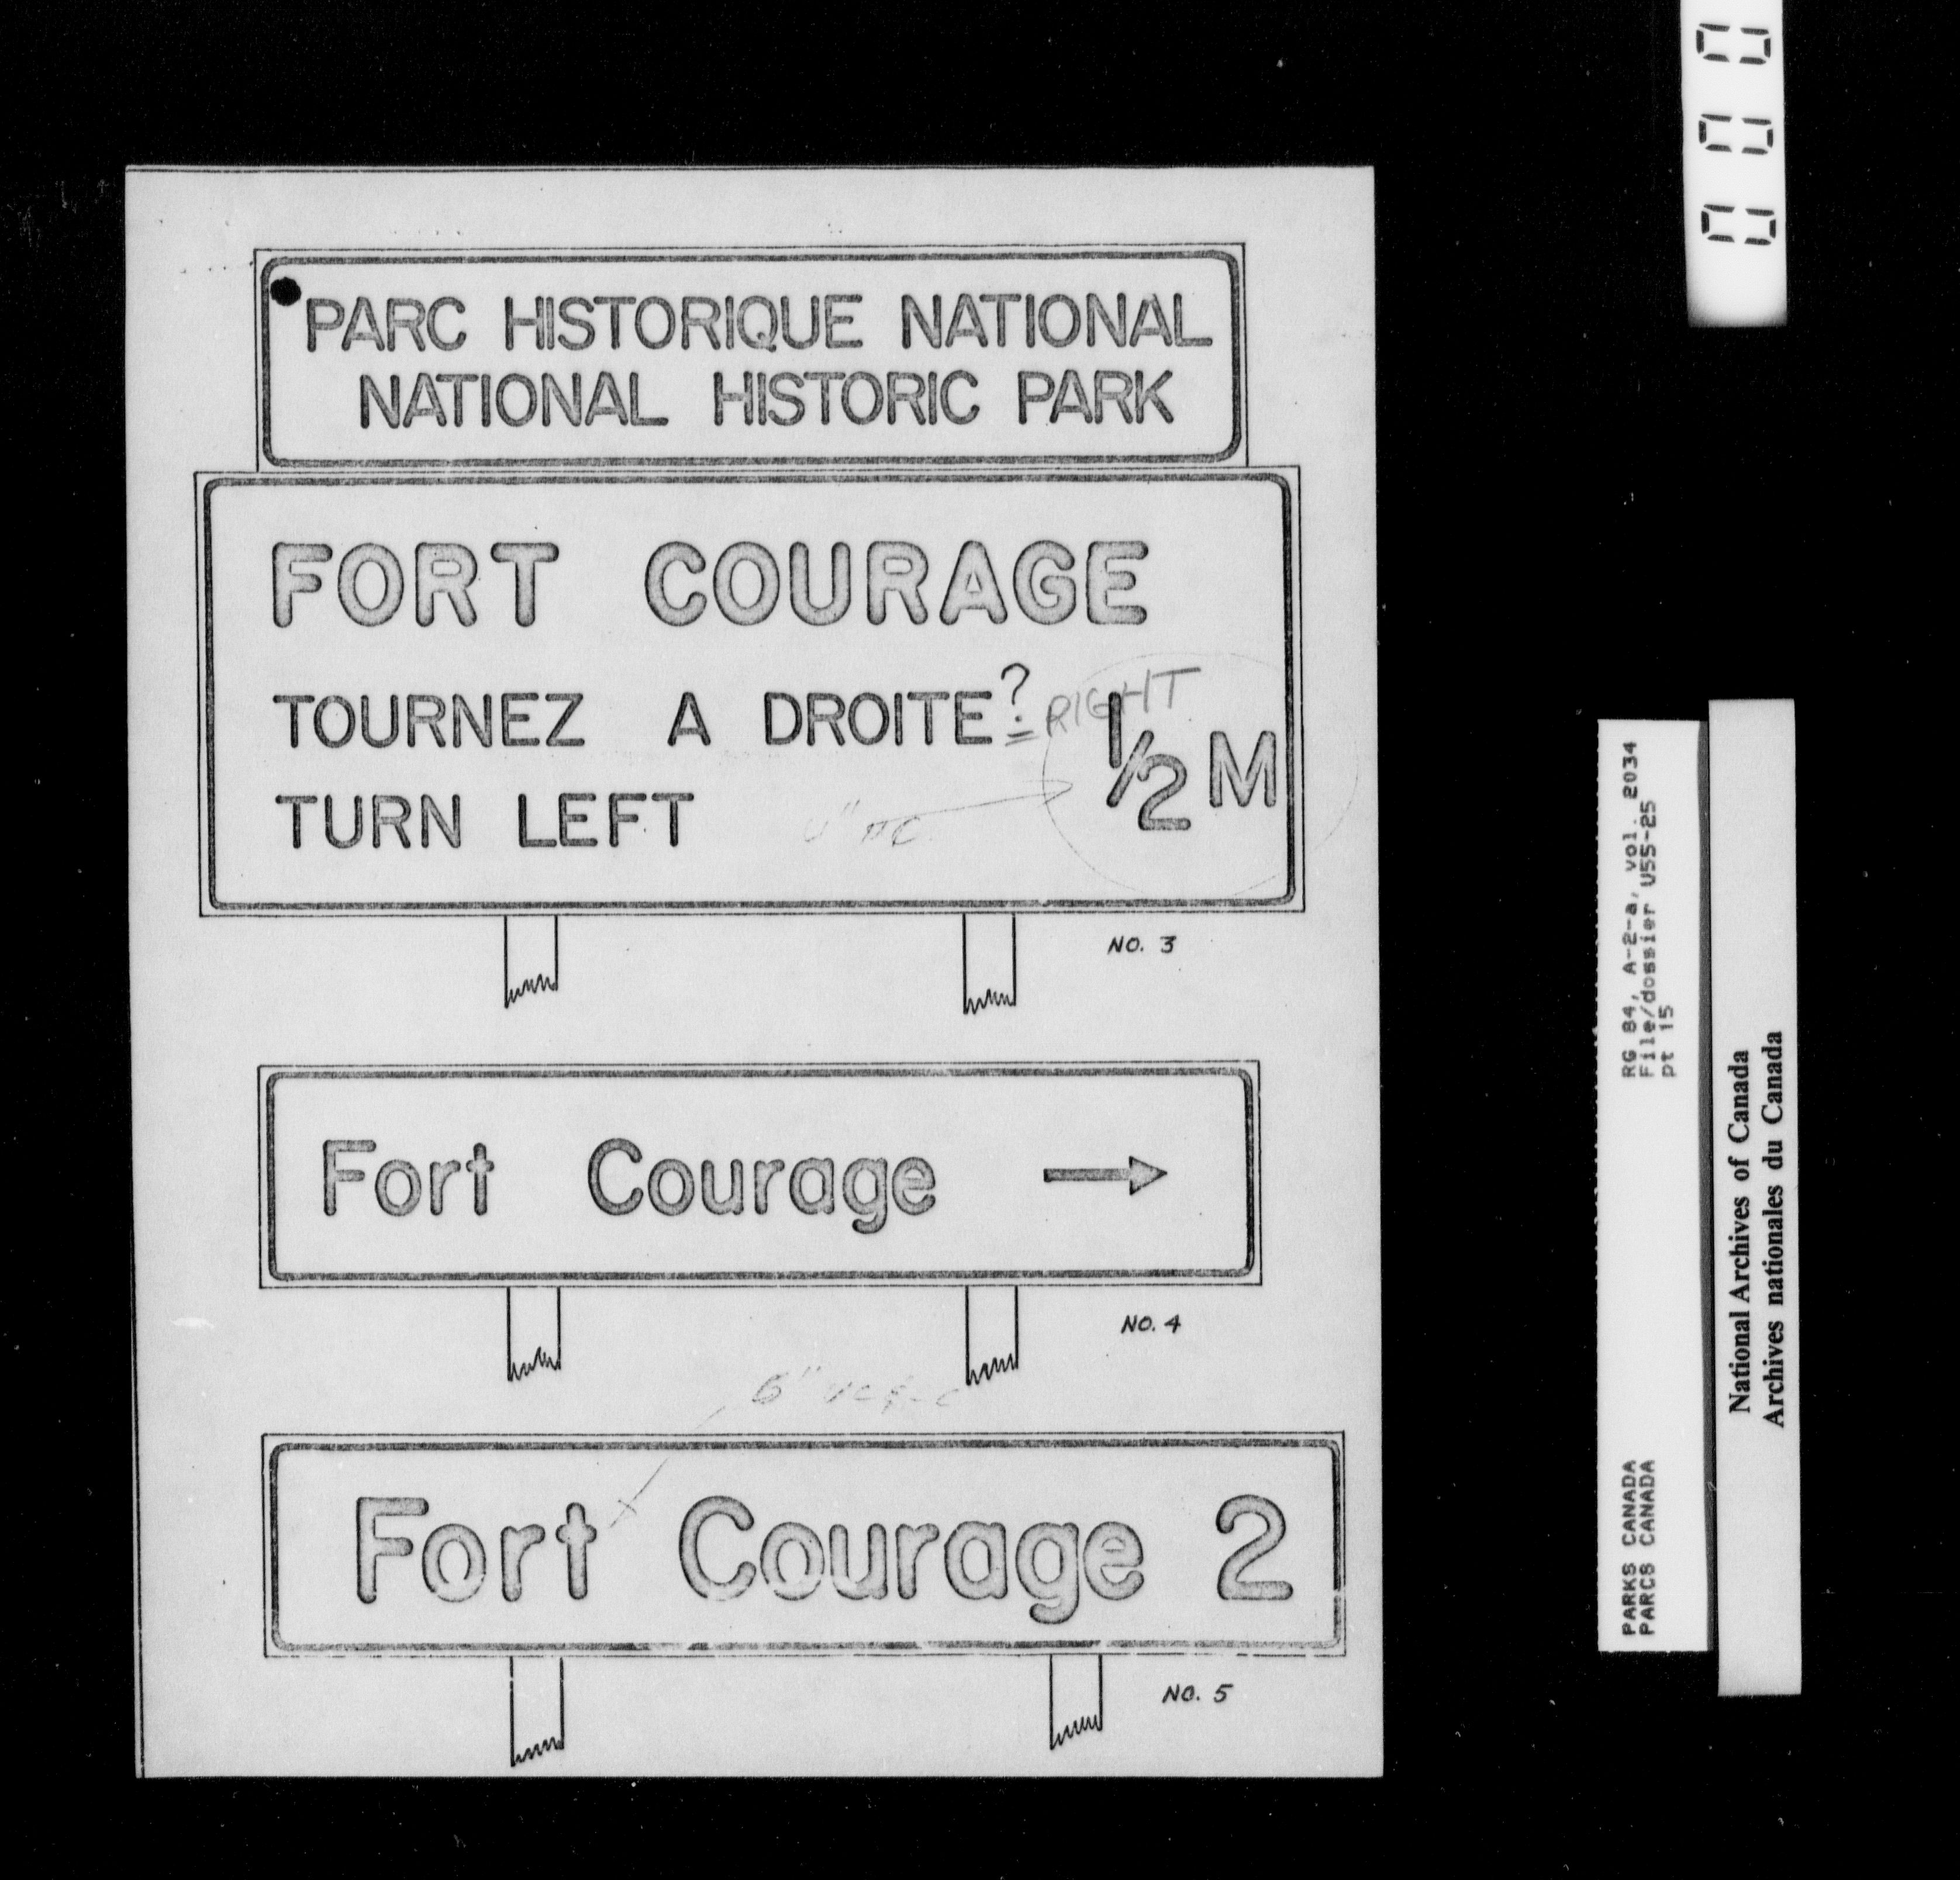 PARC HISTORIQUE NATIONAL
NATIONAL HISTORIC PARK
FORT COURAGE
TOURNEZ A DROITE ? = RIGHT
TURN LEFT
1/2 M
NO. 3
Fort Courage →
NO. 4
6"
Fort Courage 2
NO. 5
RG 84, A-2-a, vol. 2034
File/dossier U55-25
pt 15
PARKS CANADA
PARCS CANADA
National Archives of Canada
Archives nationales du Canada